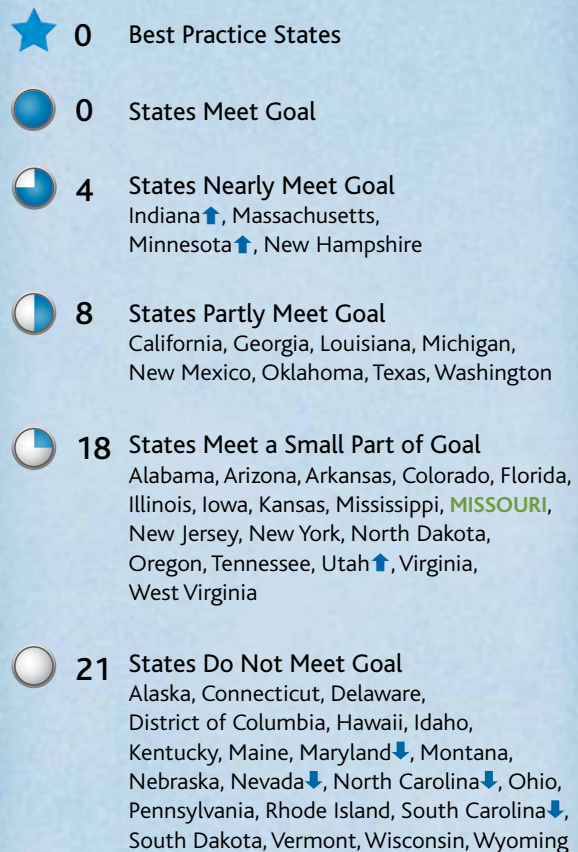 0 Best Practice States
0 States Meet Goal
4 States Nearly Meet Goal
Indiana⬆, Massachusetts,
Minnesota⬆, New Hampshire
8 States Partly Meet Goal
California, Georgia, Louisiana, Michigan,
New Mexico, Oklahoma, Texas, Washington
18 States Meet a Small Part of Goal
Alabama, Arizona, Arkansas, Colorado, Florida,
Illinois, Iowa, Kansas, Mississippi, MISSOURI,
New Jersey, New York, North Dakota,
Oregon, Tennessee, Utah⬆, Virginia,
West Virginia
21 States Do Not Meet Goal
Alaska, Connecticut, Delaware,
District of Columbia, Hawaii, Idaho,
Kentucky, Maine, Maryland⬇, Montana,
Nebraska, Nevada⬇, North Carolina⬇, Ohio,
Pennsylvania, Rhode Island, South Carolina⬇,
South Dakota, Vermont, Wisconsin, Wyoming